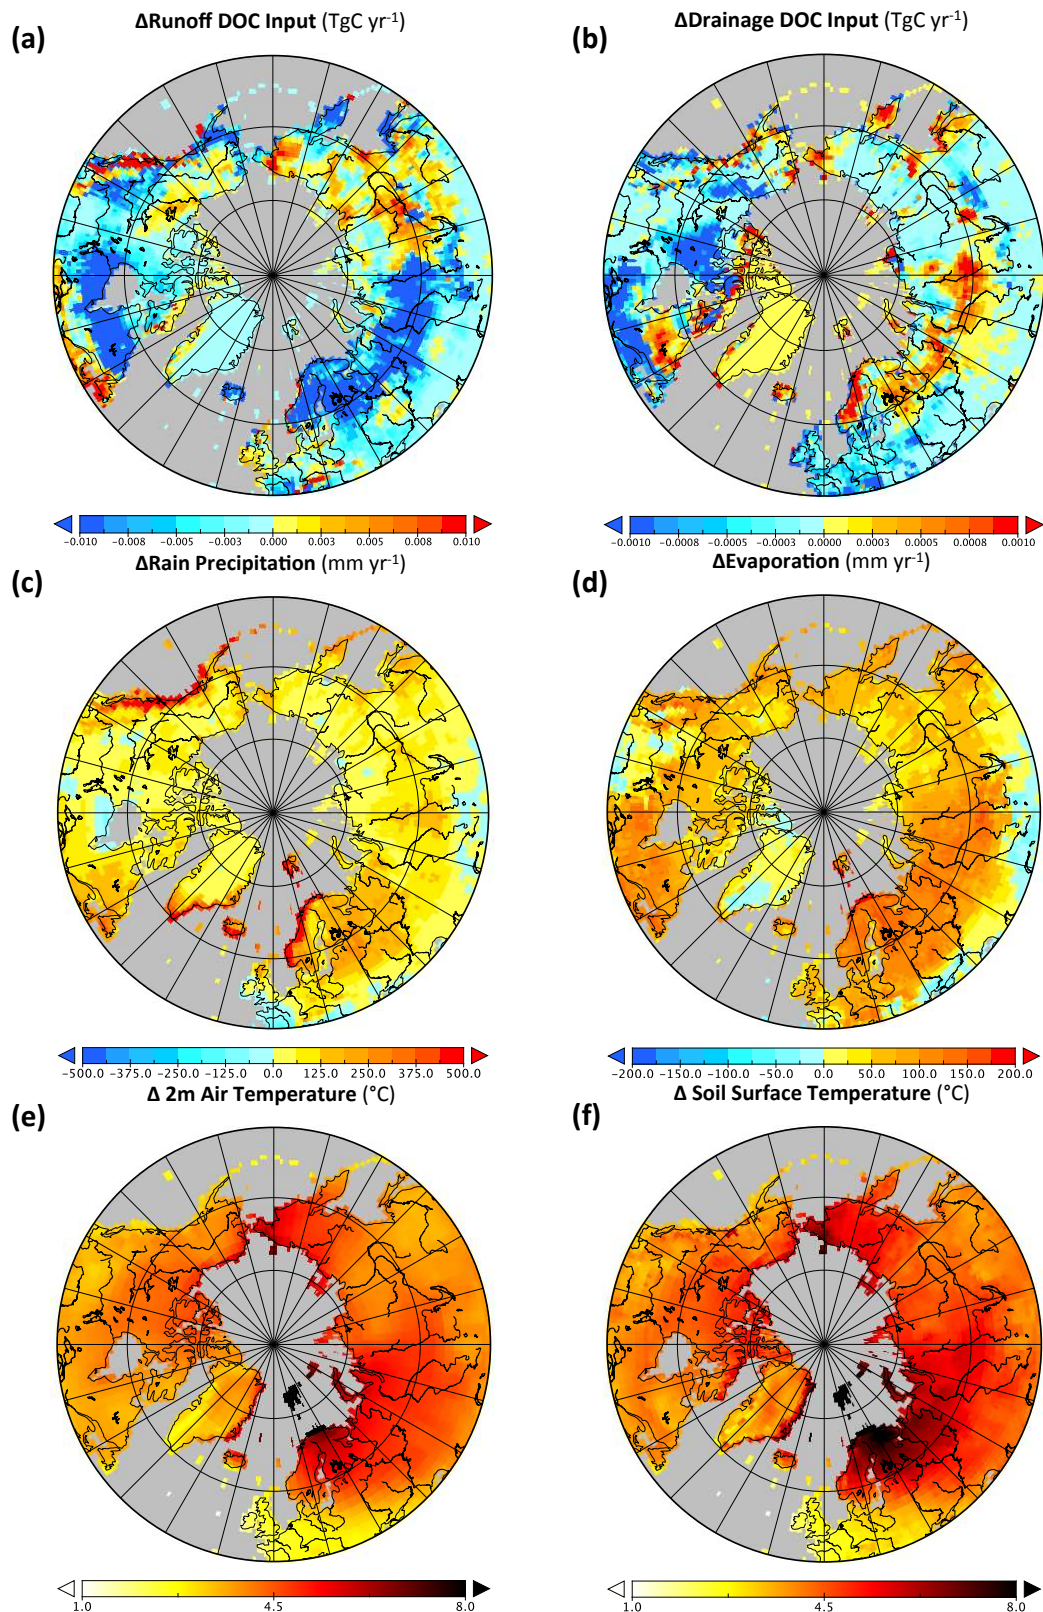 ΔRunoff DOC Input (TgC yr⁻¹)
ΔDrainage DOC Input (TgC yr⁻¹)
(a)
(b)
−0.010 −0.008 −0.005 −0.003 0.000 0.003 0.005 0.008 0.010
−0.0010 −0.0008 −0.0005 −0.0003 0.0000 0.0003 0.0005 0.0008 0.0010
ΔRain Precipitation (mm yr⁻¹)
ΔEvaporation (mm yr⁻¹)
(c)
(d)
−500.0 −375.0 −250.0 −125.0 0.0 125.0 250.0 375.0 500.0
−200.0 −150.0 −100.0 −50.0 0.0 50.0 100.0 150.0 200.0
Δ 2m Air Temperature (°C)
Δ Soil Surface Temperature (°C)
(e)
(f)
1.0 4.5 8.0
1.0 4.5 8.0